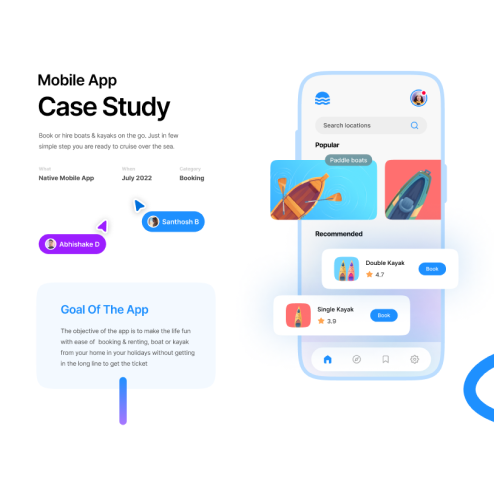 Mobile App
Case Study
Book or hire boats & kayaks on the go. Just in few
simple step you are ready to cruise over the sea.
What
When
Category
Native Mobile App
July 2022
Booking
Santhosh B
Abhishake D
Goal Of The App
The objective of the app is to make the life fun
with ease of booking & renting, boat or kayak
from your home in your holidays without getting
in the long line to get the ticket
Search locations
Popular
Paddle boats
Recommended
Double Kayak
4.7
Book
Single Kayak
3.9
Book